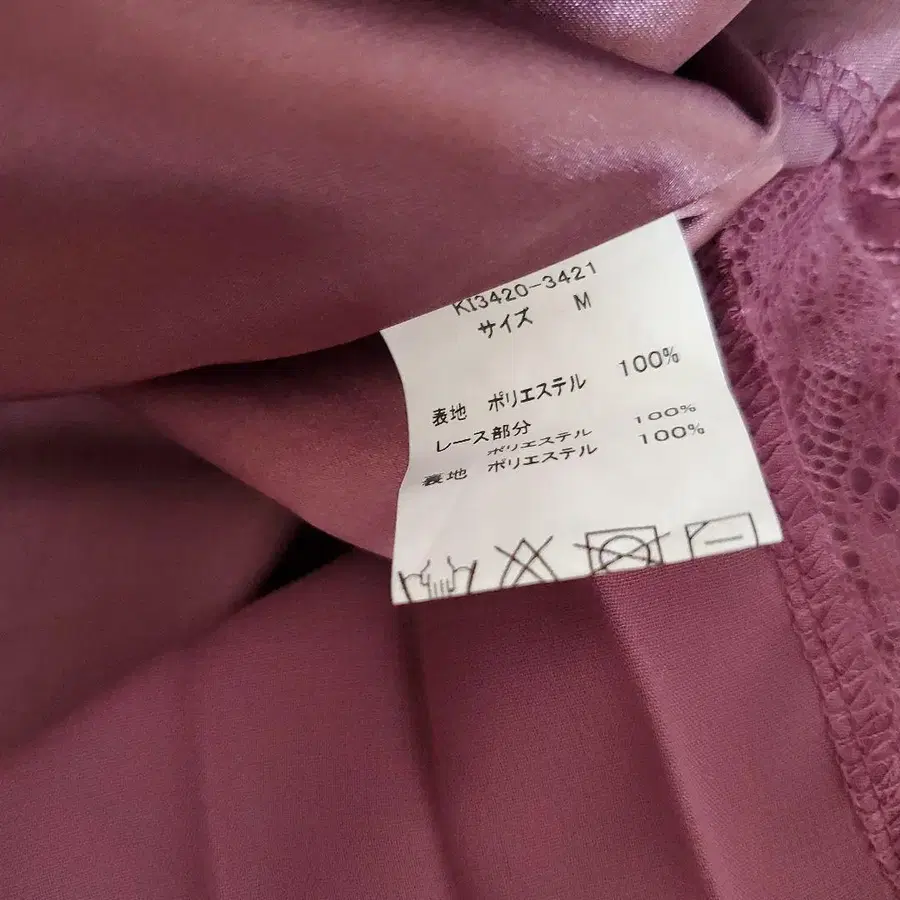 KI3420-3421
サイズ M
表地 ポリエステル 100%
レース部分
ポリエステル 100%
裏地 ポリエステル 100%